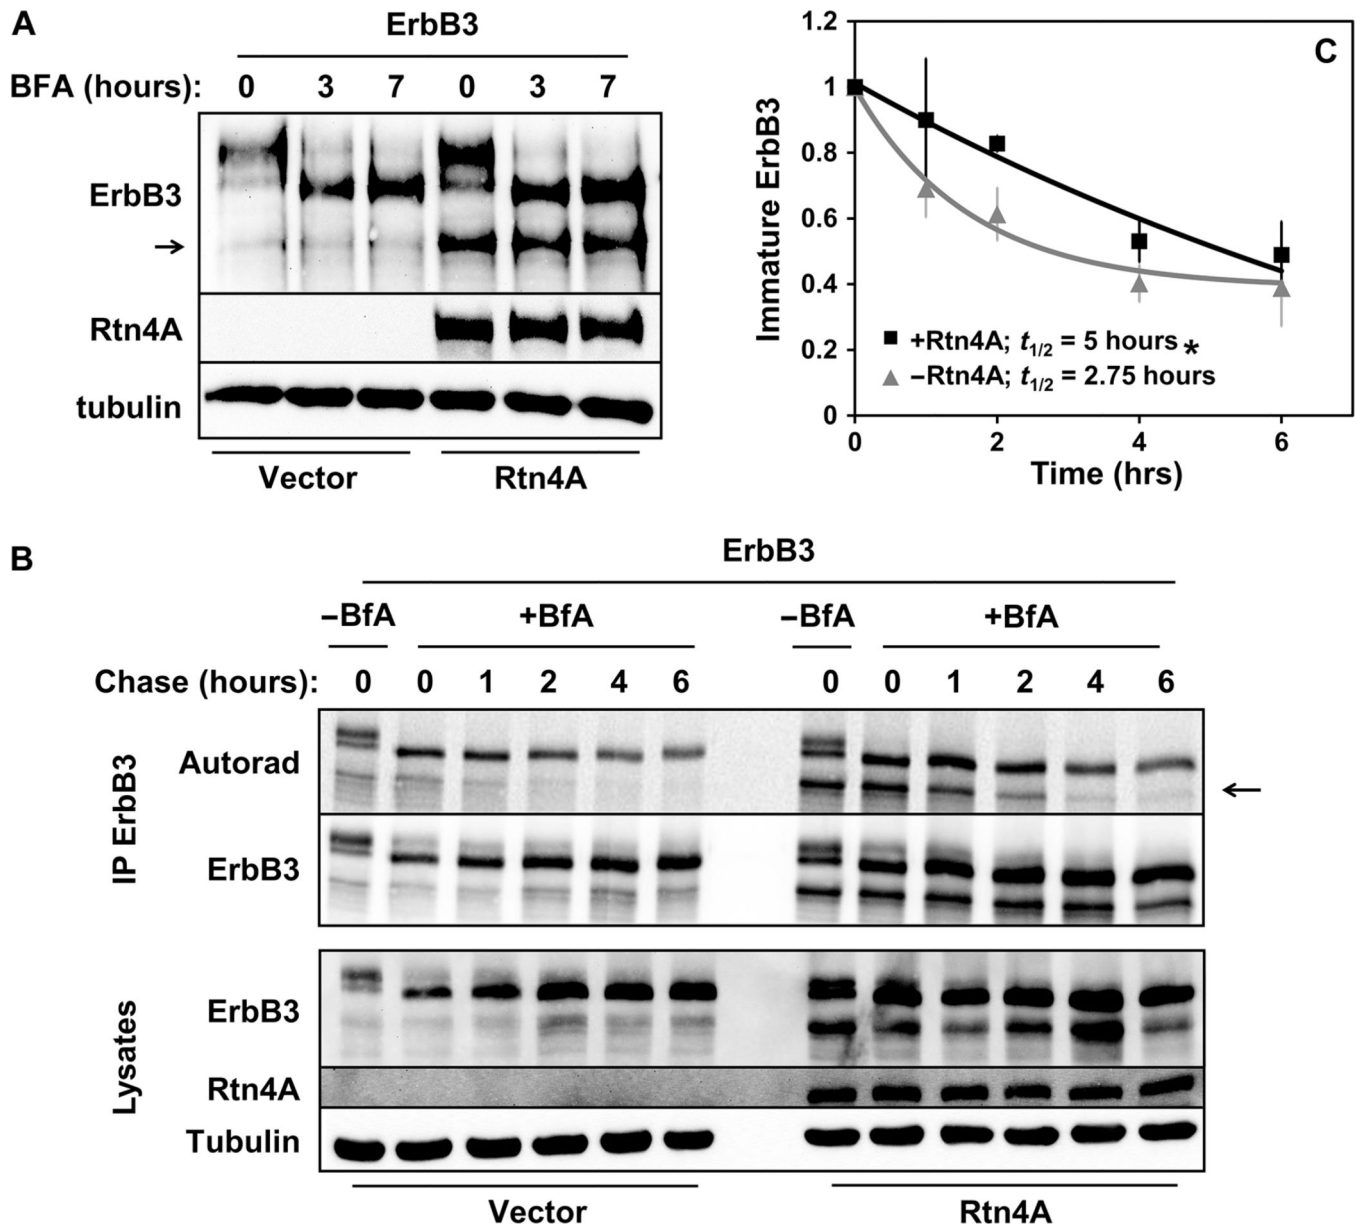 A
ErbB3
BFA (hours): 0 3 7 0 3 7
ErbB3
→
Rtn4A
tubulin
Vector Rtn4A
C
1.2
1
0.8
0.6
0.4
0.2
0
Immature ErbB3
+Rtn4A; t1/2 = 5 hours *
–Rtn4A; t1/2 = 2.75 hours
0 2 4 6
Time (hrs)
B
ErbB3
–BfA +BfA –BfA +BfA
Chase (hours): 0 0 1 2 4 6 0 0 1 2 4 6
IP ErbB3
Autorad
←
ErbB3
Lysates
ErbB3
Rtn4A
Tubulin
Vector Rtn4A